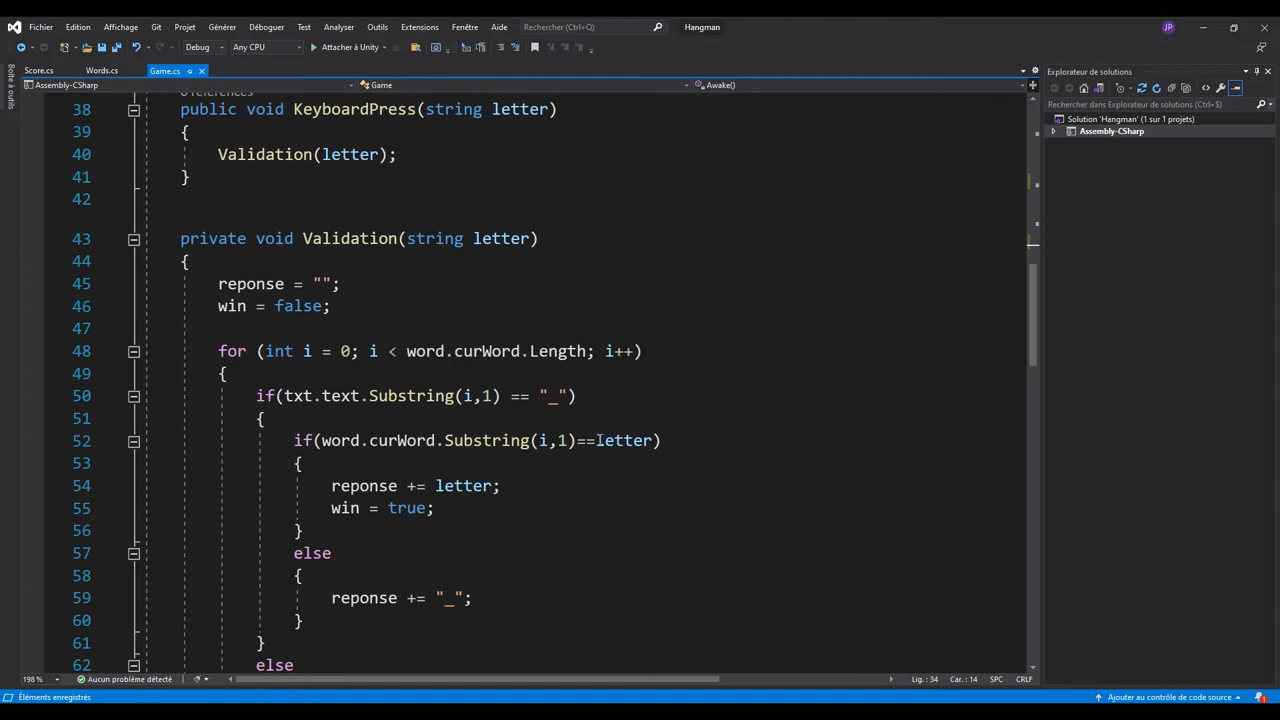 Fichier Edition Affichage Git Projet Générer Déboguer Test Analyser Outils Extensions Fenêtre Aide Rechercher (Ctrl+Q) Hangman JP
Debug Any CPU Attacher à Unity
Boîte à outils
Score.cs Words.cs Game.cs
Assembly-CSharp Game Awake()
38 public void KeyboardPress(string letter)
39 {
40 Validation(letter);
41 }
42
43 private void Validation(string letter)
44 {
45 reponse = "";
46 win = false;
47
48 for (int i = 0; i < word.curWord.Length; i++)
49 {
50 if(txt.text.Substring(i,1) == "_")
51 {
52 if(word.curWord.Substring(i,1)==letter)
53 {
54 reponse += letter;
55 win = true;
56 }
57 else
58 {
59 reponse += "_";
60 }
61 }
62 else
198 % Aucun problème détecté Lig. : 34 Car. : 14 SPC CRLF
Explorateur de solutions
Rechercher dans Explorateur de solutions (Ctrl+$)
Solution 'Hangman' (1 sur 1 projets)
Assembly-CSharp
Éléments enregistrés Ajouter au contrôle de code source 1